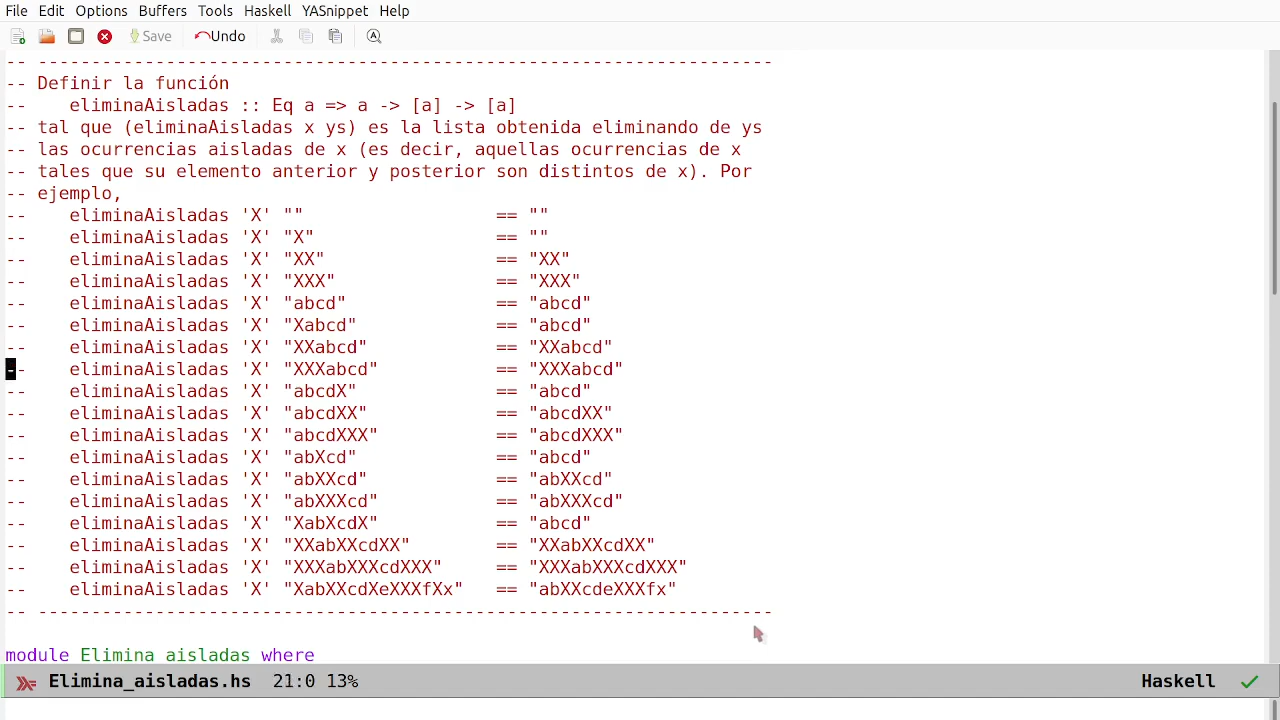 File Edit Options Buffers Tools Haskell YASnippet Help
Save Undo
-- ---------------------------------------------------------------------
-- Definir la función
--    eliminaAisladas :: Eq a => a -> [a] -> [a]
-- tal que (eliminaAisladas x ys) es la lista obtenida eliminando de ys
-- las ocurrencias aisladas de x (es decir, aquellas ocurrencias de x
-- tales que su elemento anterior y posterior son distintos de x). Por
-- ejemplo,
--    eliminaAisladas 'X' ""                  == ""
--    eliminaAisladas 'X' "X"                 == ""
--    eliminaAisladas 'X' "XX"                == "XX"
--    eliminaAisladas 'X' "XXX"               == "XXX"
--    eliminaAisladas 'X' "abcd"              == "abcd"
--    eliminaAisladas 'X' "Xabcd"             == "abcd"
--    eliminaAisladas 'X' "XXabcd"            == "XXabcd"
--    eliminaAisladas 'X' "XXXabcd"           == "XXXabcd"
--    eliminaAisladas 'X' "abcdX"             == "abcd"
--    eliminaAisladas 'X' "abcdXX"            == "abcdXX"
--    eliminaAisladas 'X' "abcdXXX"           == "abcdXXX"
--    eliminaAisladas 'X' "abXcd"             == "abcd"
--    eliminaAisladas 'X' "abXXcd"            == "abXXcd"
--    eliminaAisladas 'X' "abXXXcd"           == "abXXXcd"
--    eliminaAisladas 'X' "XabXcdX"           == "abcd"
--    eliminaAisladas 'X' "XXabXXcdXX"        == "XXabXXcdXX"
--    eliminaAisladas 'X' "XXXabXXXcdXXX"     == "XXXabXXXcdXXX"
--    eliminaAisladas 'X' "XabXXcdXeXXXfXx"   == "abXXcdeXXXfx"
-- ---------------------------------------------------------------------
module Elimina_aisladas where
Elimina_aisladas.hs 21:0 13% Haskell